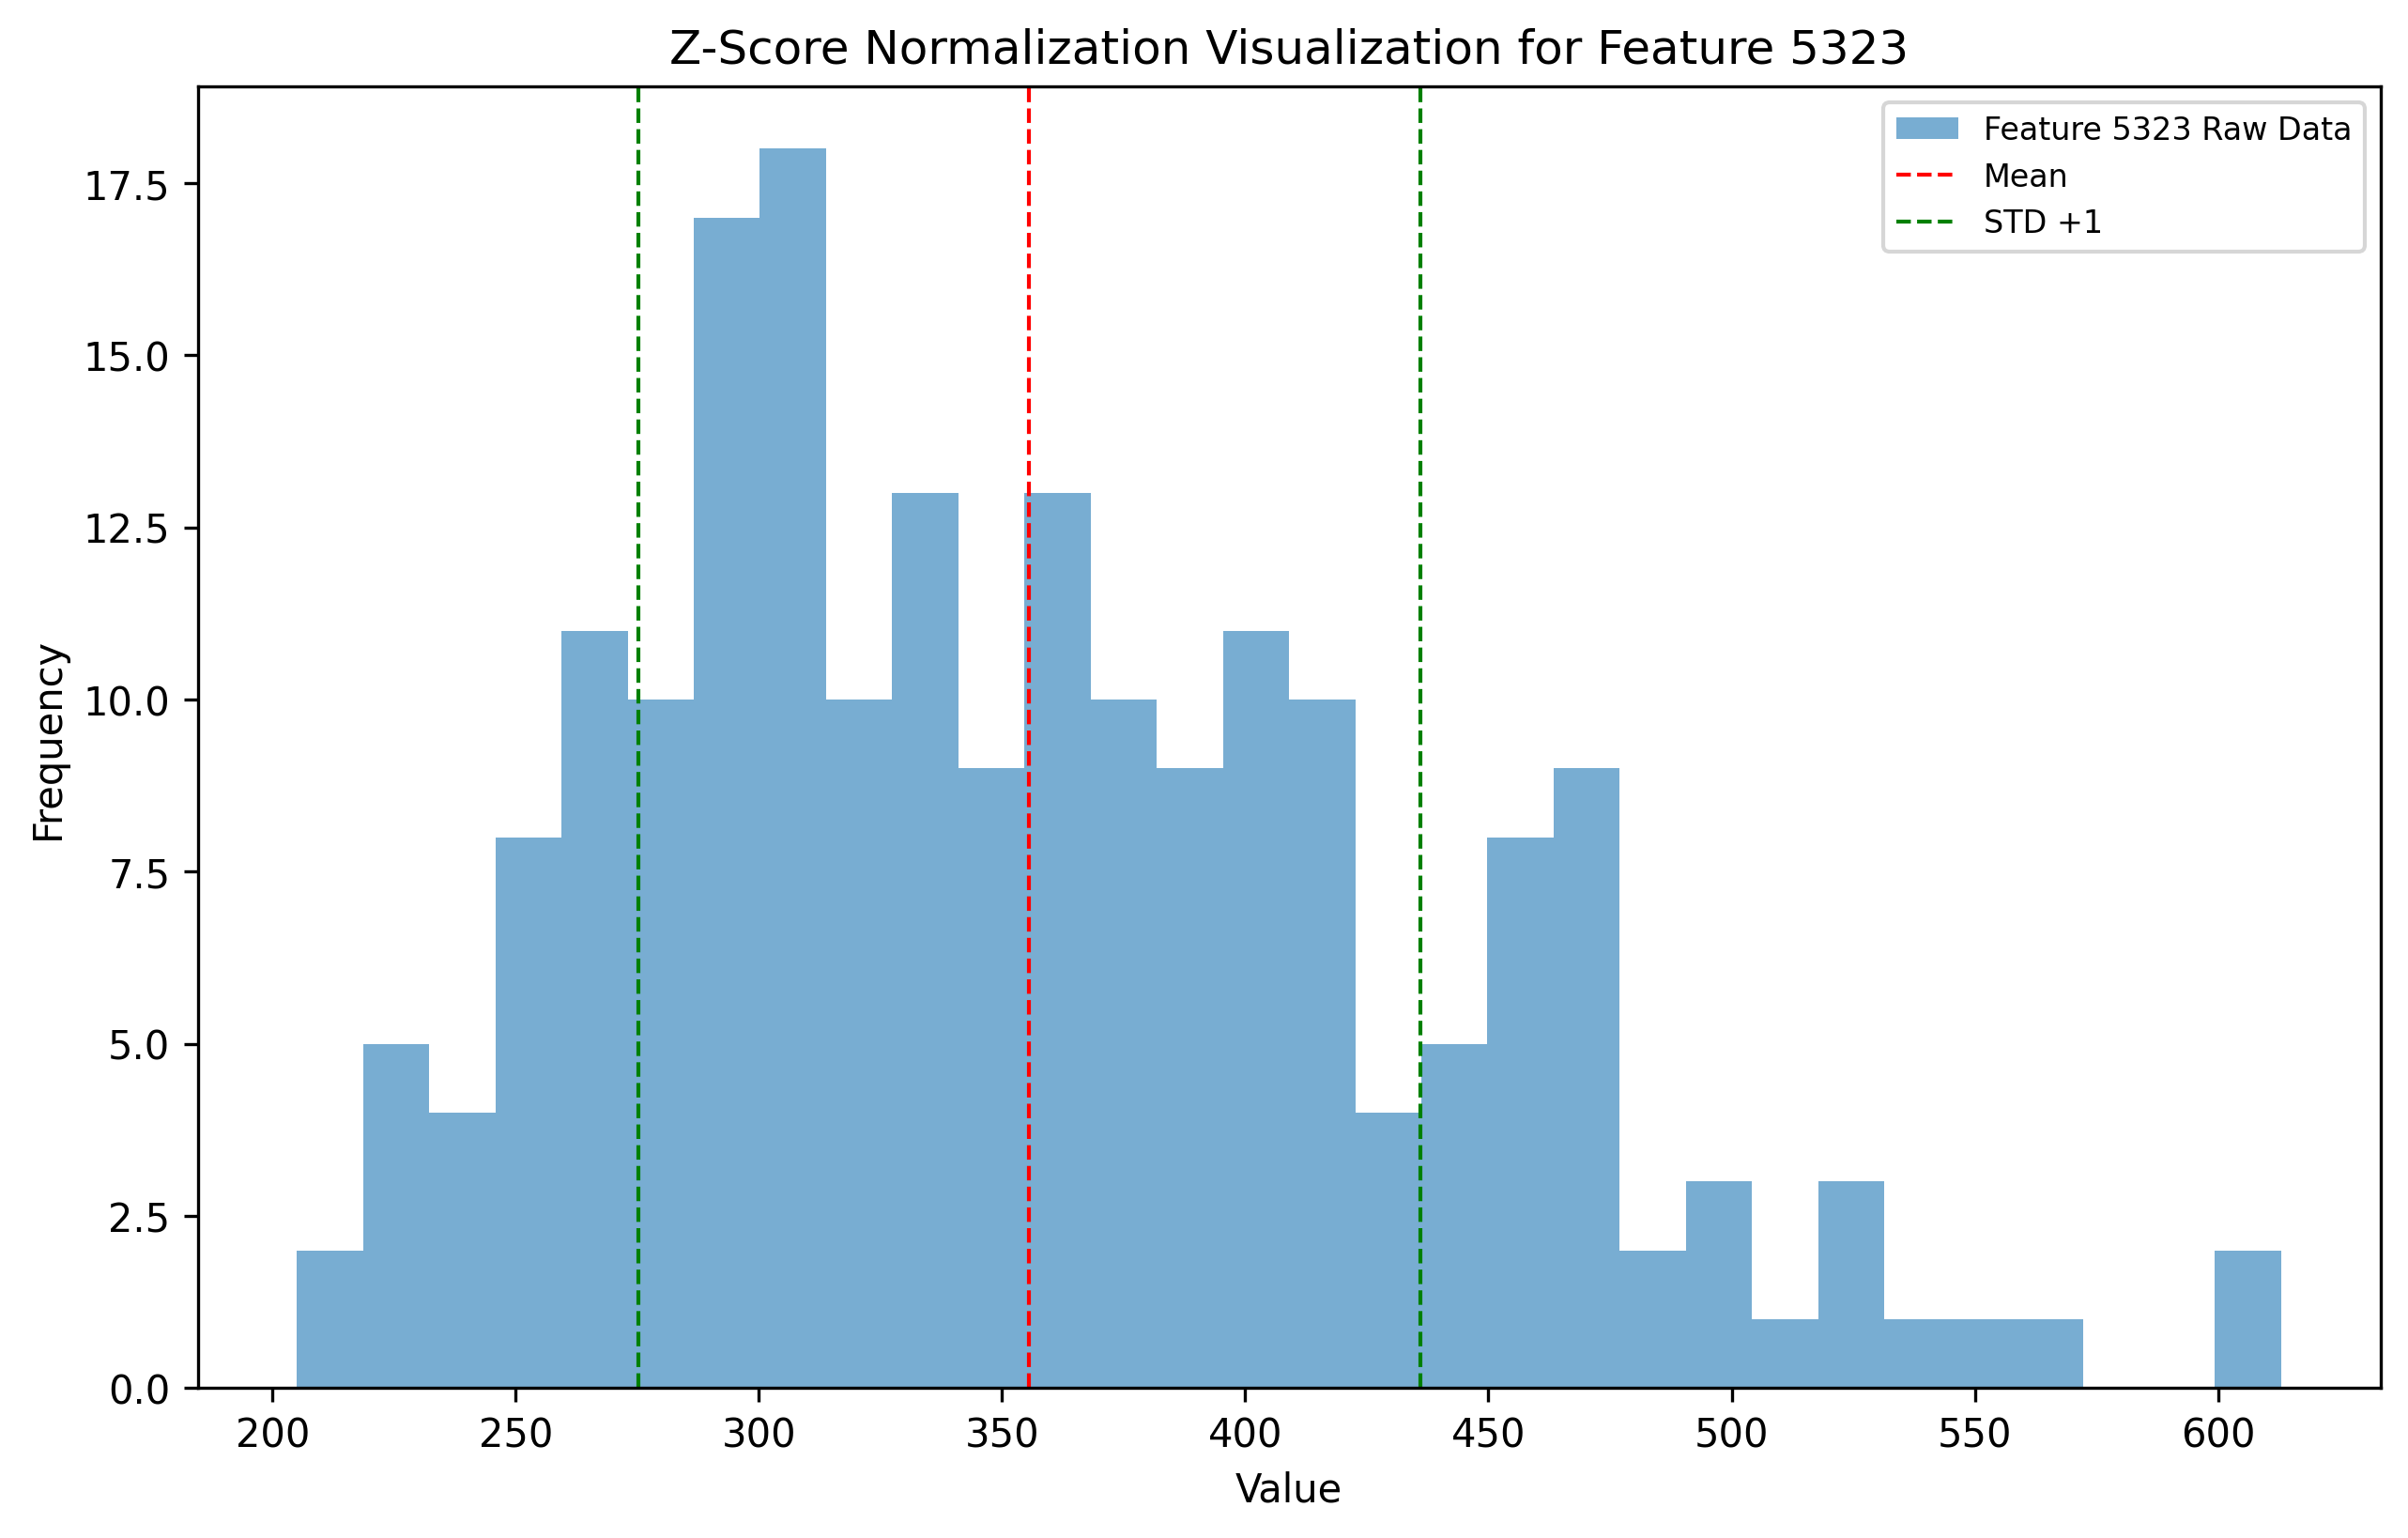 Z-Score Normalization Visualization for Feature 5323
Feature 5323 Raw Data
Mean
STD +1
17.5
15.0
12.5
10.0
7.5
5.0
2.5
0.0
Frequency
200 250 300 350 400 450 500 550 600
Value